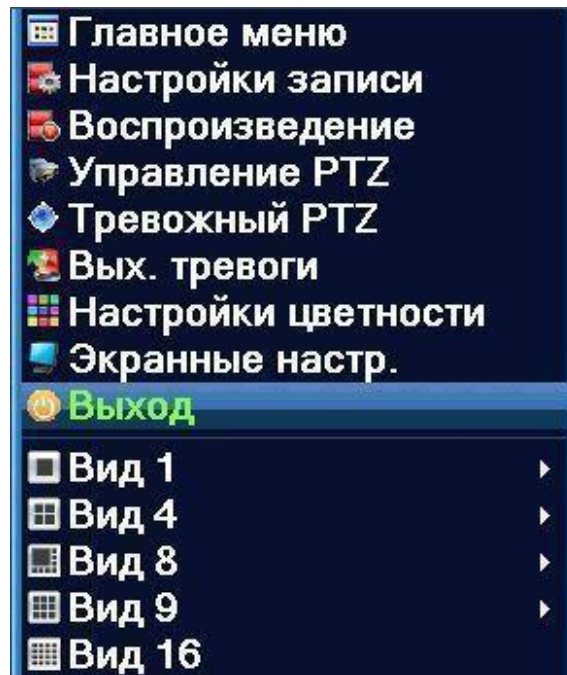 Главное меню
Настройки записи
Воспроизведение
Управление PTZ
Тревожный PTZ
Вых. тревоги
Настройки цветности
Экранные настр.
Выход
Вид 1
Вид 4
Вид 8
Вид 9
Вид 16